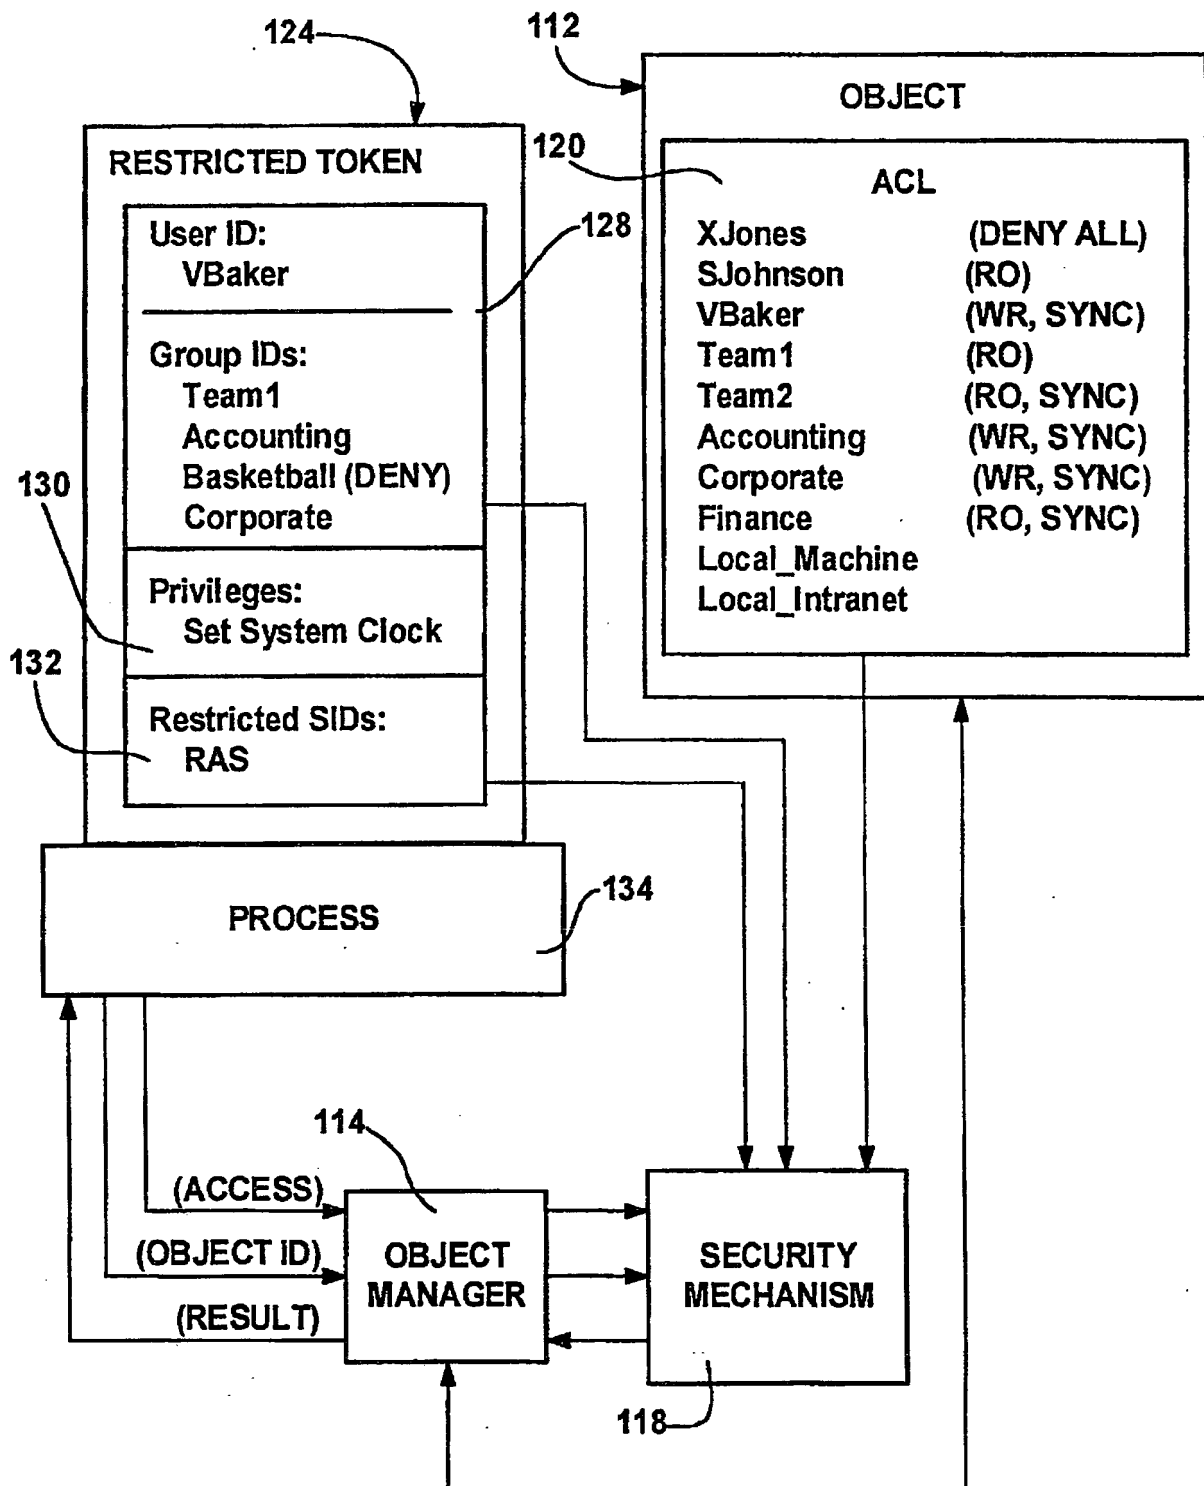 124
112
OBJECT
RESTRICTED TOKEN
120
ACL
User ID:
VBaker
128
Group IDs:
Team1
Accounting
Basketball (DENY)
Corporate
130
Privileges:
Set System Clock
132
Restricted SIDs:
RAS
XJones (DENY ALL)
SJohnson (RO)
VBaker (WR, SYNC)
Team1 (RO)
Team2 (RO, SYNC)
Accounting (WR, SYNC)
Corporate (WR, SYNC)
Finance (RO, SYNC)
Local_Machine
Local_Intranet
PROCESS
134
114
(ACCESS)
(OBJECT ID)
(RESULT)
OBJECT
MANAGER
SECURITY
MECHANISM
118